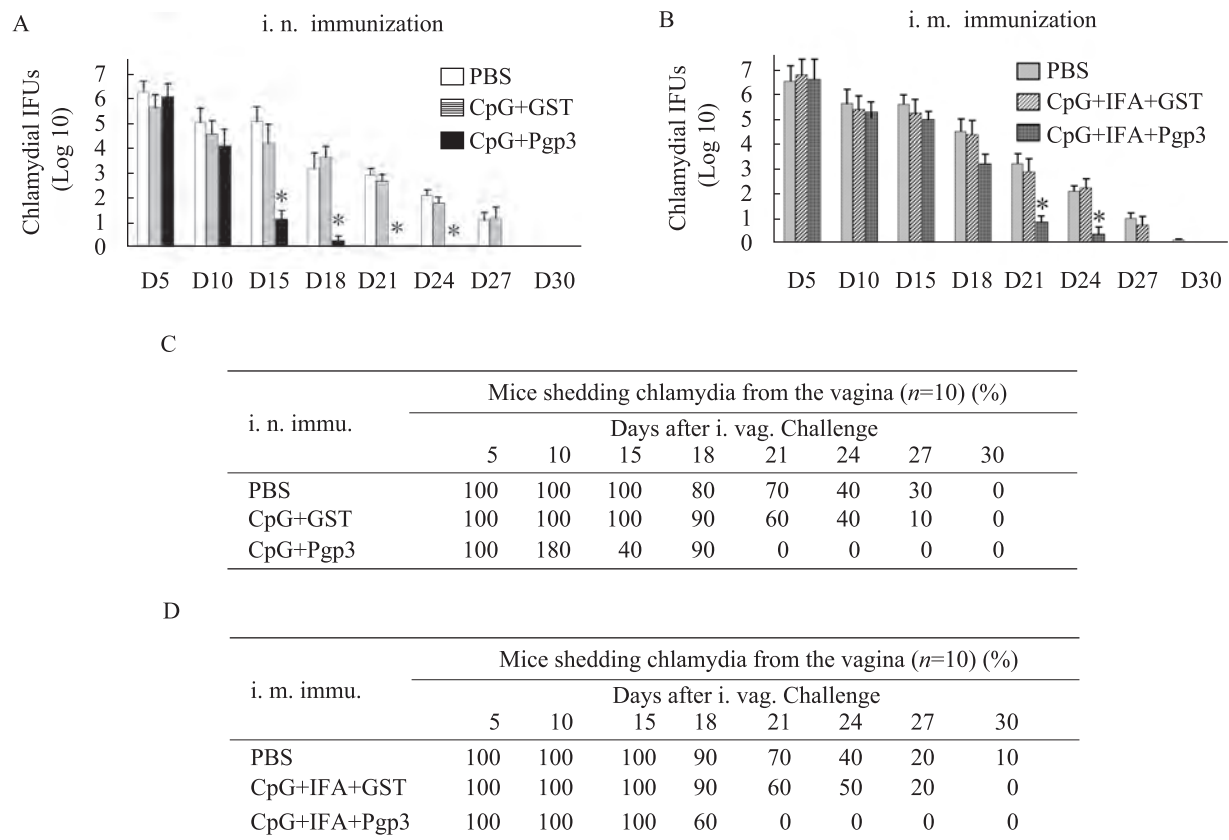 A
i. n. immunization
Chlamydial IFUs
(Log 10)
7
6
5
4
3
2
1
0
PBS
CpG+GST
CpG+Pgp3
*
*
*
*
D5 D10 D15 D18 D21 D24 D27 D30
B
i. m. immunization
Chlamydial IFUs
(Log 10)
7
6
5
4
3
2
1
0
PBS
CpG+IFA+GST
CpG+IFA+Pgp3
*
*
D5 D10 D15 D18 D21 D24 D27 D30
C
Mice shedding chlamydia from the vagina (n=10) (%)
i. n. immu.
Days after i. vag. Challenge
5 10 15 18 21 24 27 30
PBS 100 100 100 80 70 40 30 0
CpG+GST 100 100 100 90 60 40 10 0
CpG+Pgp3 100 180 40 90 0 0 0 0
D
Mice shedding chlamydia from the vagina (n=10) (%)
i. m. immu.
Days after i. vag. Challenge
5 10 15 18 21 24 27 30
PBS 100 100 100 90 70 40 20 10
CpG+IFA+GST 100 100 100 90 60 50 20 0
CpG+IFA+Pgp3 100 100 100 60 0 0 0 0